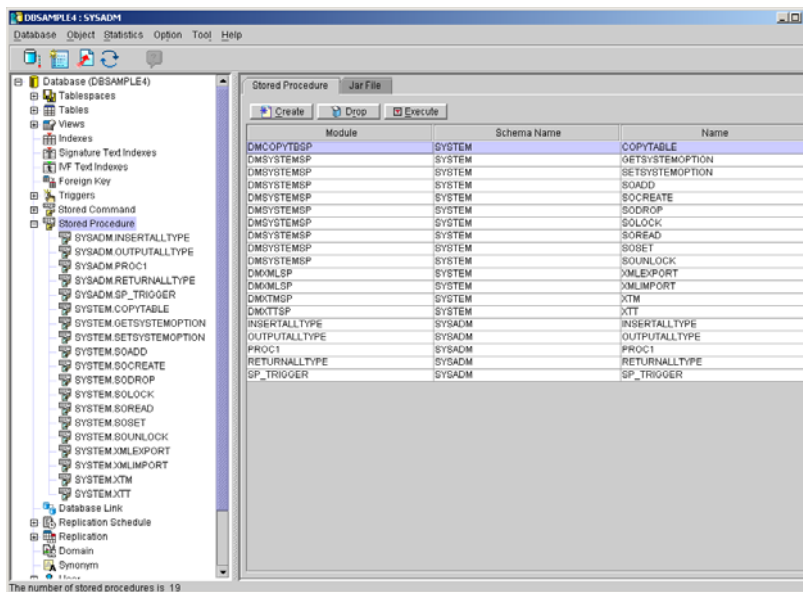 DBSAMPLE4 : SYSADM
Database Object Statistics Option Tool Help
Database (DBSAMPLE4)
Tablespaces
Tables
Views
Indexes
Signature Text Indexes
IVF Text Indexes
Foreign Key
Triggers
Stored Command
Stored Procedure
SYSADM.INSERTALLTYPE
SYSADM.OUTPUTALLTYPE
SYSADM.PROC1
SYSADM.RETURNALLTYPE
SYSADM.SP_TRIGGER
SYSTEM.COPYTABLE
SYSTEM.GETSYSTEMOPTION
SYSTEM.SETSYSTEMOPTION
SYSTEM.SOADD
SYSTEM.SOCREATE
SYSTEM.SODROP
SYSTEM.SOLOCK
SYSTEM.SOREAD
SYSTEM.SOSET
SYSTEM.SOUNLOCK
SYSTEM.XMLEXPORT
SYSTEM.XMLIMPORT
SYSTEM.XTM
SYSTEM.XTT
Database Link
Replication Schedule
Replication
Domain
Synonym
User
Stored Procedure Jar File
Create Drop Execute
Module Schema Name Name
DMCOPYTBSP SYSTEM COPYTABLE
DMSYSTEMSP SYSTEM GETSYSTEMOPTION
DMSYSTEMSP SYSTEM SETSYSTEMOPTION
DMSYSTEMSP SYSTEM SOADD
DMSYSTEMSP SYSTEM SOCREATE
DMSYSTEMSP SYSTEM SODROP
DMSYSTEMSP SYSTEM SOLOCK
DMSYSTEMSP SYSTEM SOREAD
DMSYSTEMSP SYSTEM SOSET
DMSYSTEMSP SYSTEM SOUNLOCK
DMXMLSP SYSTEM XMLEXPORT
DMXMLSP SYSTEM XMLIMPORT
DMXTMSP SYSTEM XTM
DMXTTSP SYSTEM XTT
INSERTALLTYPE SYSADM INSERTALLTYPE
OUTPUTALLTYPE SYSADM OUTPUTALLTYPE
PROC1 SYSADM PROC1
RETURNALLTYPE SYSADM RETURNALLTYPE
SP_TRIGGER SYSADM SP_TRIGGER
The number of stored procedures is 19